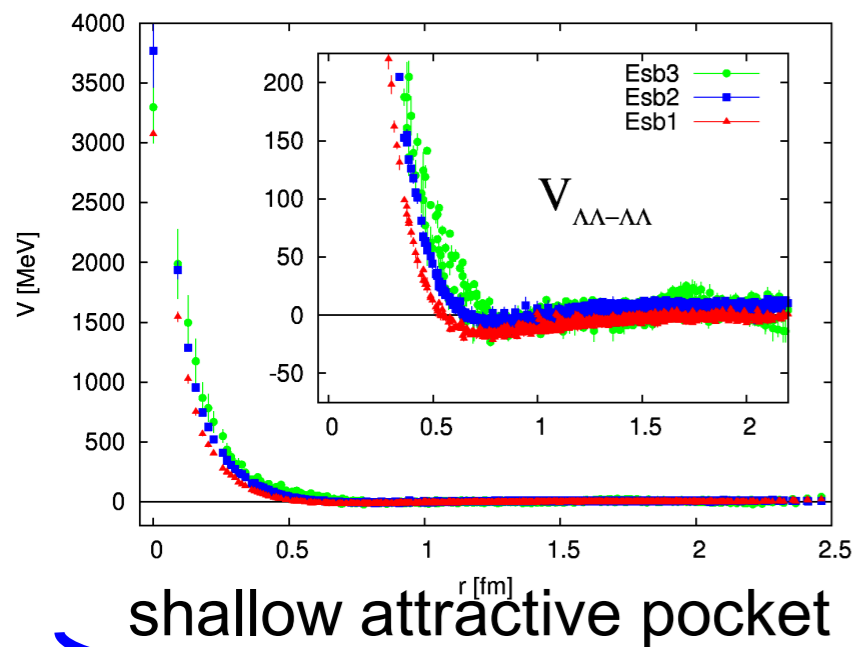 4000
3500
3000
2500
2000
1500
1000
500
0
V [MeV]
200
150
100
50
0
-50
Esb3
Esb2
Esb1
VΛΛ−ΛΛ
0 0.5 1 1.5 2
0 0.5 1 1.5 2 2.5
r [fm]
shallow attractive pocket